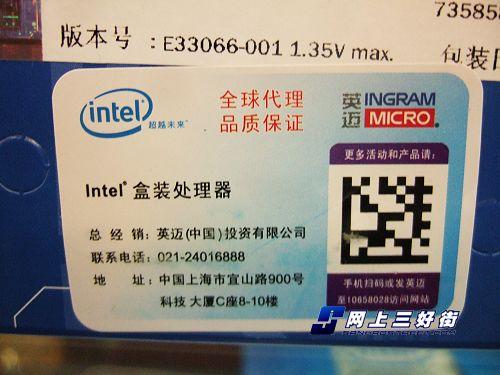 73585
版本号：E33066-001 1.35V max.
包装日
intel
超越未来™
全球代理
品质保证
英迈 INGRAM MICRO
更多活动和产品请：
Intel® 盒装处理器
总 经 销：英迈(中国)投资有限公司
联系电话：021-24016888
地 址：中国上海市宜山路900号
科技 大厦C座8-10楼
手机扫码或发英迈
至10658028访问网站
网上三好街